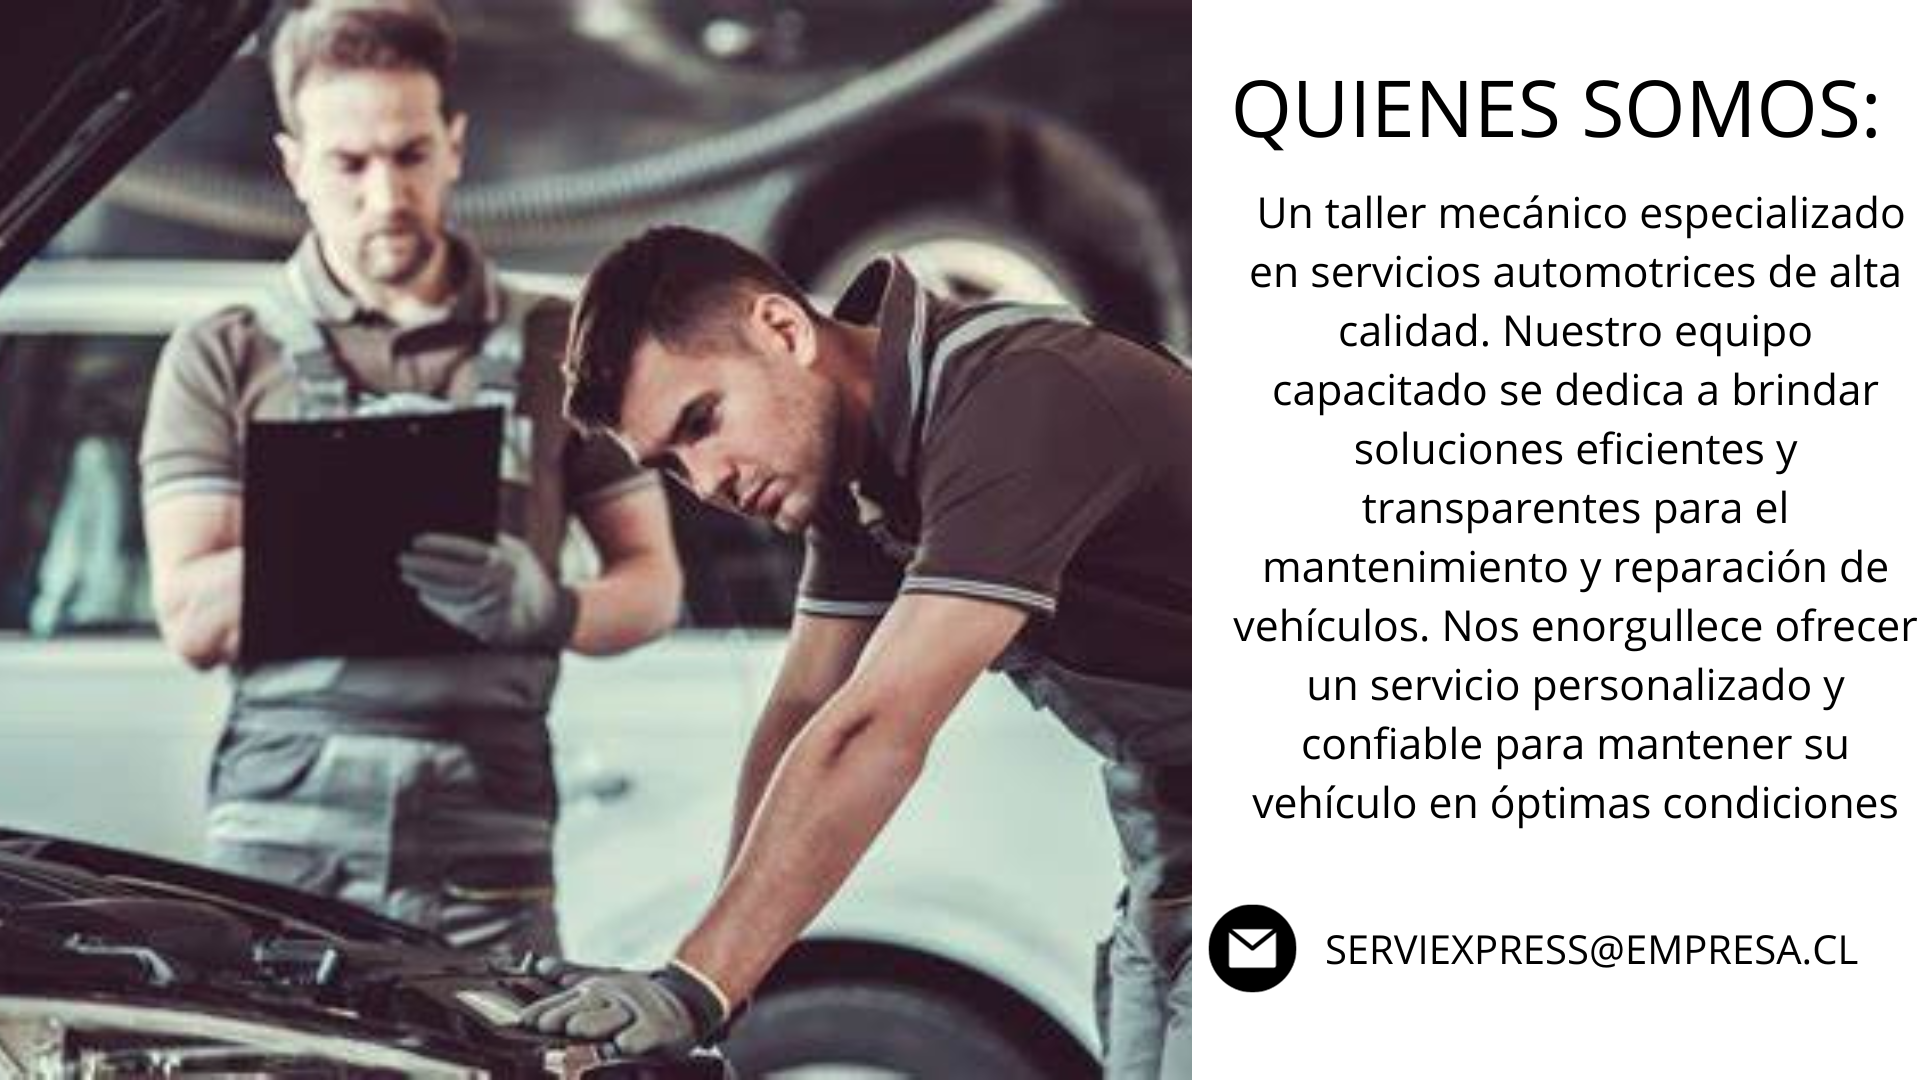 QUIENES SOMOS:
Un taller mecánico especializado
en servicios automotrices de alta
calidad. Nuestro equipo
capacitado se dedica a brindar
soluciones eficientes y
transparentes para el
mantenimiento y reparación de
vehículos. Nos enorgullece ofrecer
un servicio personalizado y
confiable para mantener su
vehículo en óptimas condiciones
SERVIEXPRESS@EMPRESA.CL